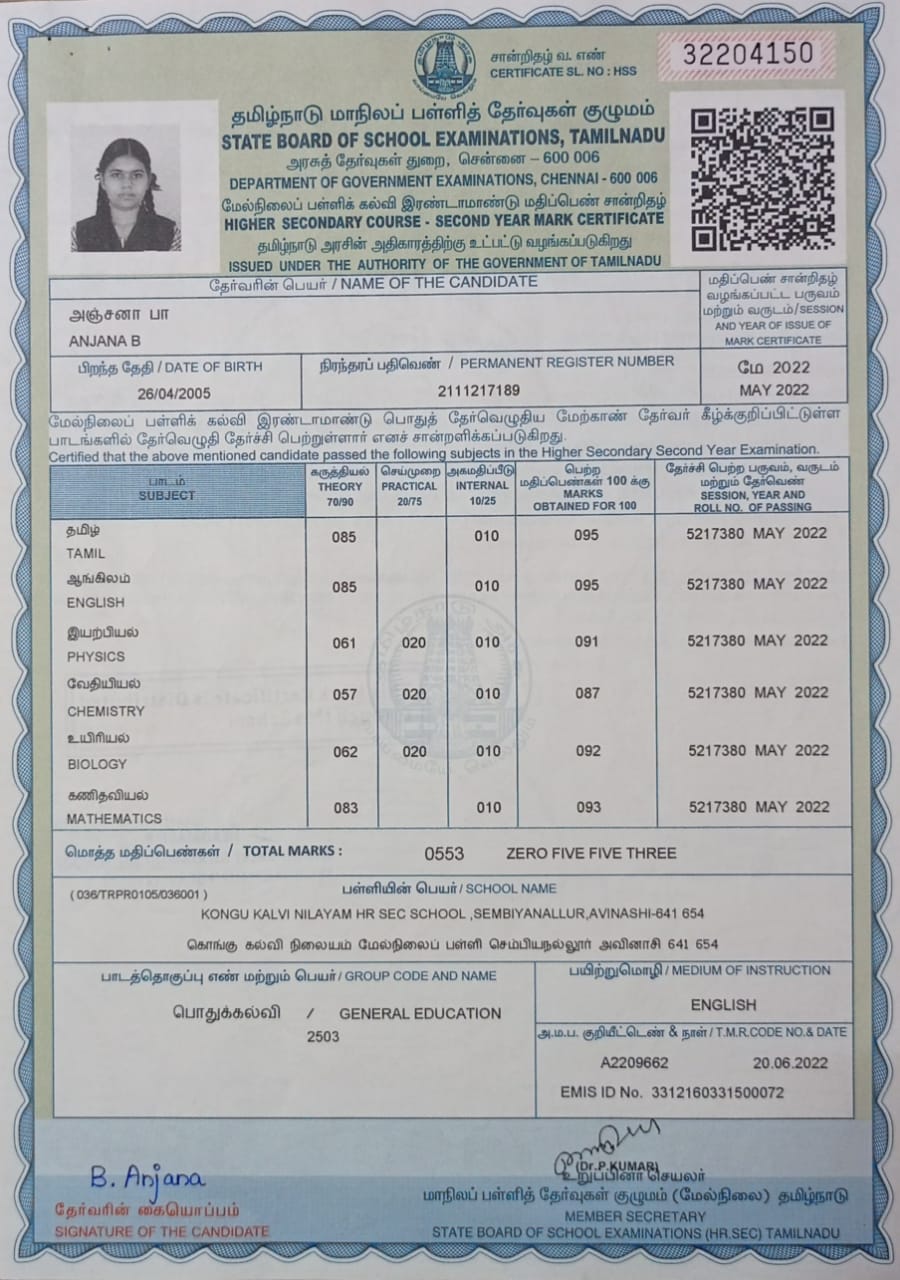 சான்றிதழ் வ. எண்
CERTIFICATE SL. NO : HSS
32204150
தமிழ்நாடு மாநிலப் பள்ளித் தேர்வுகள் குழுமம்
STATE BOARD OF SCHOOL EXAMINATIONS, TAMILNADU
அரசுத் தேர்வுகள் துறை, சென்னை – 600 006
DEPARTMENT OF GOVERNMENT EXAMINATIONS, CHENNAI - 600 006
மேல்நிலைப் பள்ளிக் கல்வி இரண்டாமாண்டு மதிப்பெண் சான்றிதழ்
HIGHER SECONDARY COURSE - SECOND YEAR MARK CERTIFICATE
தமிழ்நாடு அரசின் அதிகாரத்திற்கு உட்பட்டு வழங்கப்படுகிறது
ISSUED UNDER THE AUTHORITY OF THE GOVERNMENT OF TAMILNADU
தேர்வரின் பெயர் / NAME OF THE CANDIDATE
அஞ்சனா பா
ANJANA B
மதிப்பெண் சான்றிதழ்
வழங்கப்பட்ட பருவம்
மற்றும் வருடம்/SESSION
AND YEAR OF ISSUE OF
MARK CERTIFICATE
பிறந்த தேதி / DATE OF BIRTH
26/04/2005
நிரந்தரப் பதிவெண் / PERMANENT REGISTER NUMBER
2111217189
மே 2022
MAY 2022
மேல்நிலைப் பள்ளிக் கல்வி இரண்டாமாண்டு பொதுத் தேர்வெழுதிய மேற்காண் தேர்வர் கீழ்க்குறிப்பிட்டுள்ள
பாடங்களில் தேர்வெழுதி தேர்ச்சி பெற்றுள்ளார் எனச் சான்றளிக்கப்படுகிறது.
Certified that the above mentioned candidate passed the following subjects in the Higher Secondary Second Year Examination.
பாடம்
SUBJECT
கருத்தியல்
THEORY
70/90
செய்முறை
PRACTICAL
20/75
அகமதிப்பீடு
INTERNAL
10/25
பெற்ற
மதிப்பெண்கள் 100 க்கு
MARKS
OBTAINED FOR 100
தேர்ச்சி பெற்ற பருவம், வருடம்
மற்றும் தேர்வெண்
SESSION, YEAR AND
ROLL NO. OF PASSING
தமிழ்
TAMIL
085 010 095 5217380 MAY 2022
ஆங்கிலம்
ENGLISH
085 010 095 5217380 MAY 2022
இயற்பியல்
PHYSICS
061 020 010 091 5217380 MAY 2022
வேதியியல்
CHEMISTRY
057 020 010 087 5217380 MAY 2022
உயிரியல்
BIOLOGY
062 020 010 092 5217380 MAY 2022
கணிதவியல்
MATHEMATICS
083 010 093 5217380 MAY 2022
மொத்த மதிப்பெண்கள் / TOTAL MARKS : 0553 ZERO FIVE FIVE THREE
( 036/TRPR0105/036001 ) பள்ளியின் பெயர்/ SCHOOL NAME
KONGU KALVI NILAYAM HR SEC SCHOOL ,SEMBIYANALLUR,AVINASHI-641 654
கொங்கு கல்வி நிலையம் மேல்நிலைப் பள்ளி செம்பியநல்லூர் அவினாசி 641 654
பாடத்தொகுப்பு எண் மற்றும் பெயர்/ GROUP CODE AND NAME
பொதுக்கல்வி / GENERAL EDUCATION
2503
பயிற்றுமொழி / MEDIUM OF INSTRUCTION
ENGLISH
அ.ம.ப. குறியீட்டெண் & நாள்/ T.M.R.CODE NO.& DATE
A2209662 20.06.2022
EMIS ID No. 3312160331500072
B. Anjana
தேர்வரின் கையொப்பம்
SIGNATURE OF THE CANDIDATE
(Dr.P.KUMAR)
உறுப்பினர் செயலர்
மாநிலப் பள்ளித் தேர்வுகள் குழுமம் (மேல்நிலை) தமிழ்நாடு
MEMBER SECRETARY
STATE BOARD OF SCHOOL EXAMINATIONS (HR.SEC) TAMILNADU